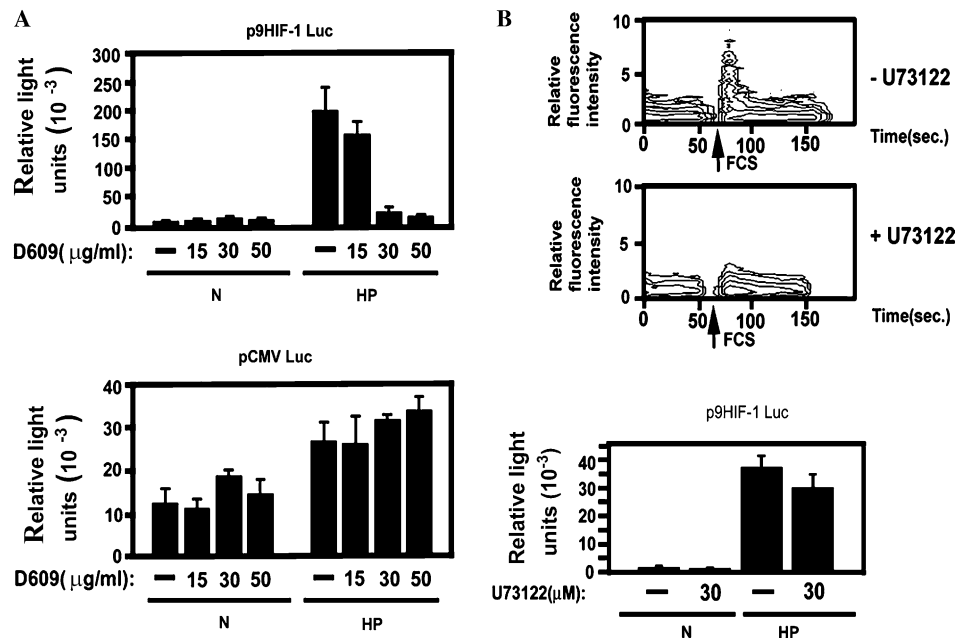 A
p9HIF-1 Luc
Relative light
units (10 -3)
300
250
200
150
100
50
0
D609( μg/ml):
– 15 30 50 – 15 30 50
N HP
pCMV Luc
Relative light
units (10 -3)
40
30
20
10
0
D609( μg/ml):
– 15 30 50 – 15 30 50
N HP
B
Relative
fluorescence
intensity
10
5
0
0 50 100 150
Time(sec.)
FCS
- U73122
Relative
fluorescence
intensity
10
5
0
0 50 100 150
Time(sec.)
FCS
+ U73122
p9HIF-1 Luc
Relative light
units (10-3)
40
30
20
10
0
U73122(μM):
– 30 – 30
N HP